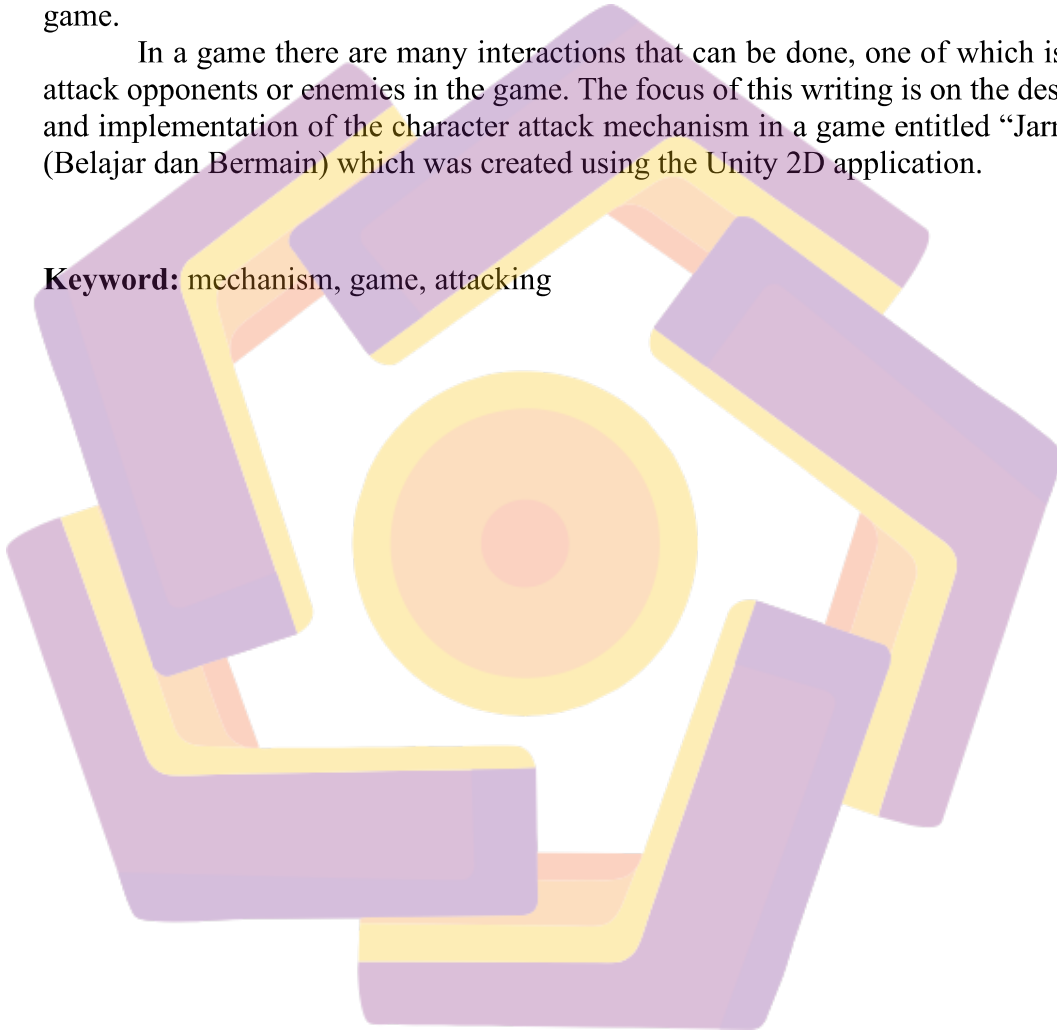 game.
In a game there are many interactions that can be done, one of which is
attack opponents or enemies in the game. The focus of this writing is on the
and implementation of the character attack mechanism in a game entitled
(Belajar dan Bermain) which was created using the Unity 2D application.
Keyword: mechanism, game, attacking